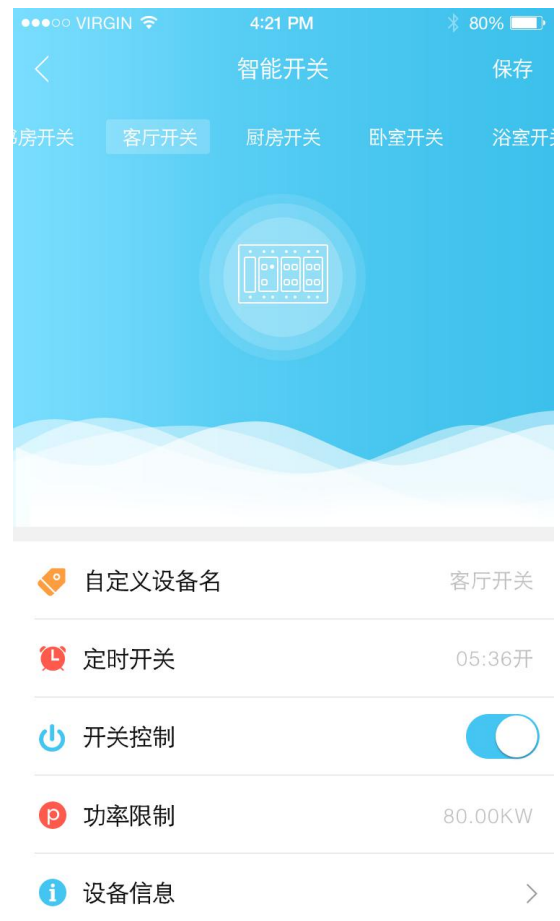 VIRGIN 4:21 PM 80%
智能开关 保存
房开关 客厅开关 厨房开关 卧室开关 浴室开
自定义设备名 客厅开关
定时开关 05:36开
开关控制
功率限制 80.00KW
设备信息